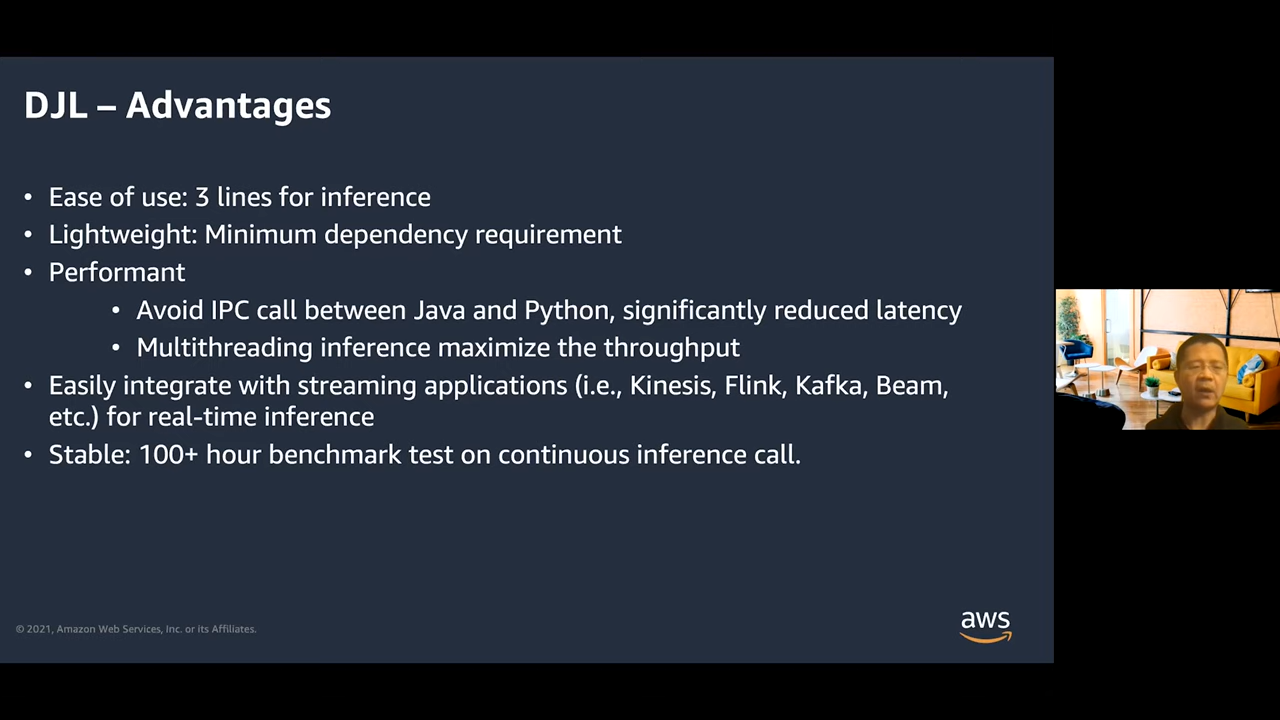 DJL – Advantages
• Ease of use: 3 lines for inference
• Lightweight: Minimum dependency requirement
• Performant
• Avoid IPC call between Java and Python, significantly reduced latency
• Multithreading inference maximize the throughput
• Easily integrate with streaming applications (i.e., Kinesis, Flink, Kafka, Beam,
etc.) for real-time inference
• Stable: 100+ hour benchmark test on continuous inference call.
© 2021, Amazon Web Services, Inc. or its Affiliates.
aws